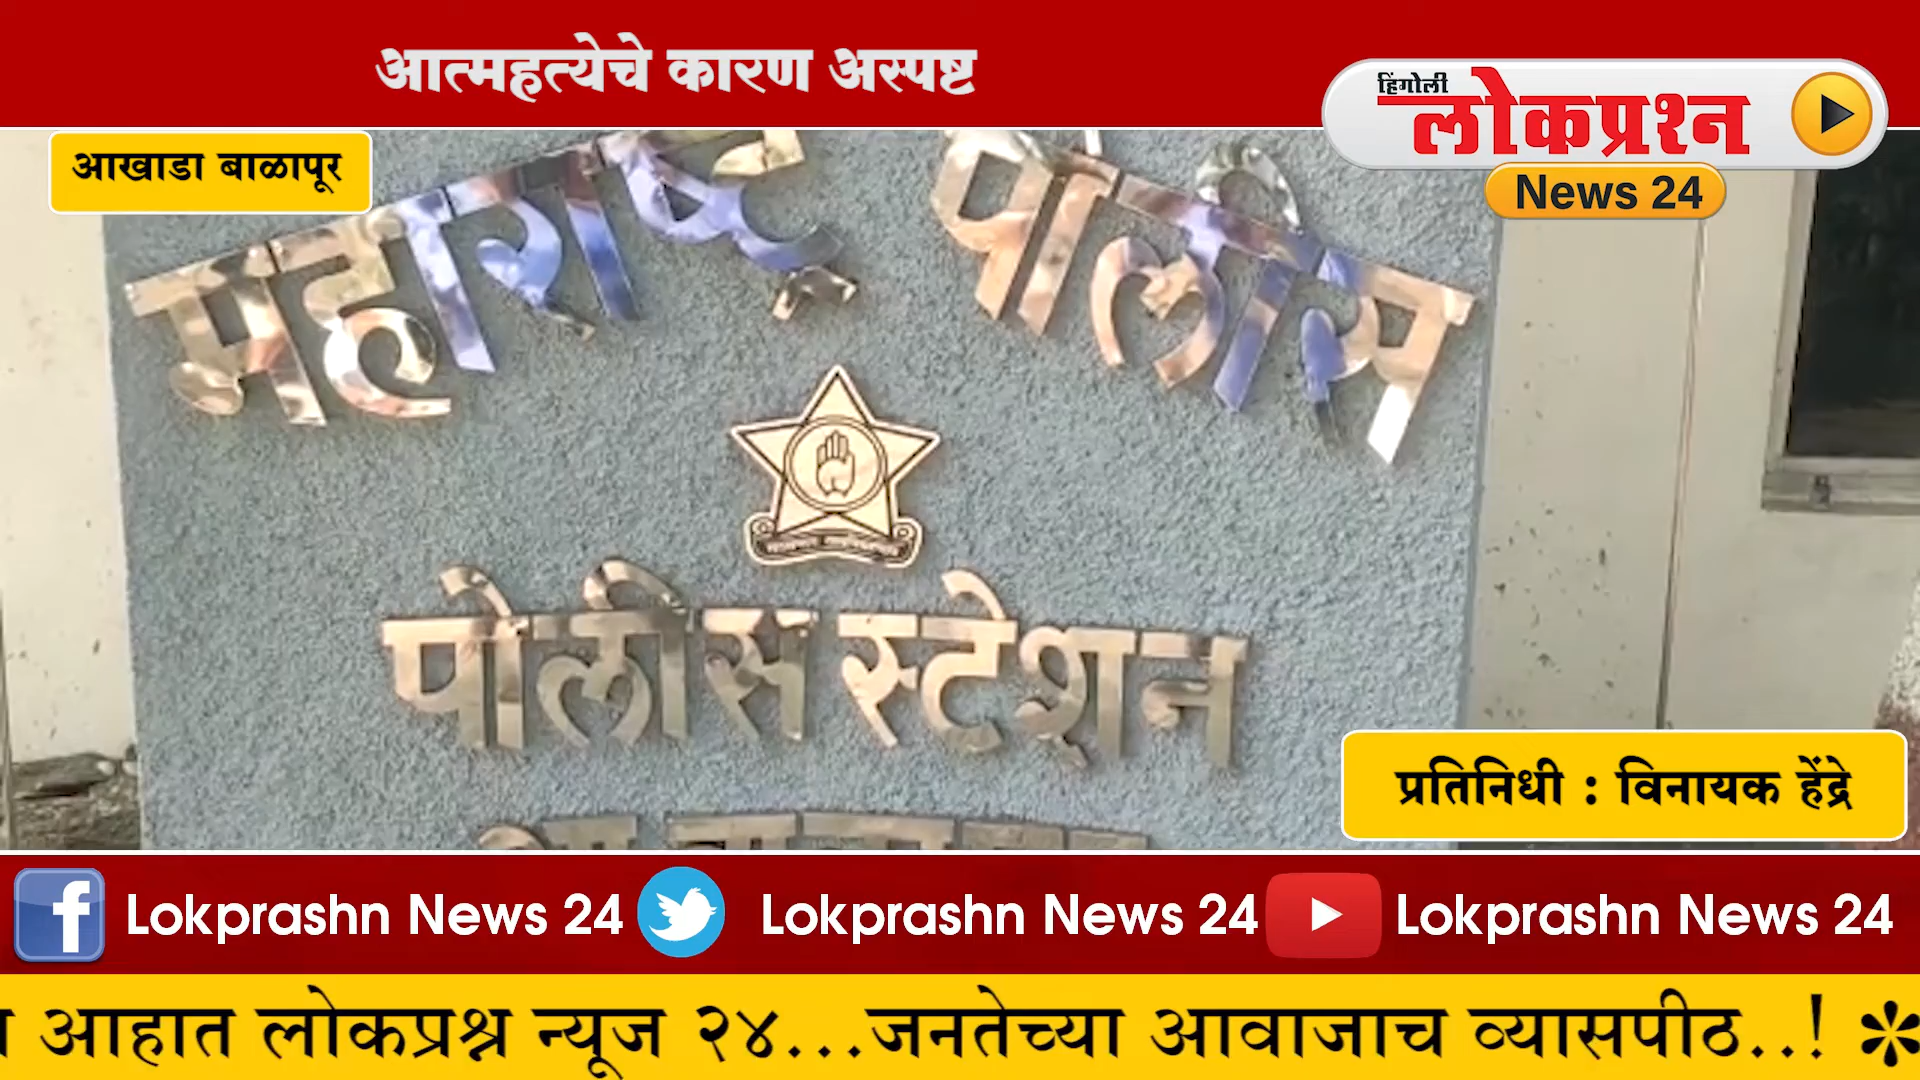 आत्महत्येचे कारण अस्पष्ट
हिंगोली
लोकप्रश्न
News 24
आखाडा बाळापूर
महाराष्ट्र पोलीस
पोलीस स्टेशन
प्रतिनिधी : विनायक हेंद्रे
Lokprashn News 24 Lokprashn News 24 Lokprashn News 24
आहात लोकप्रश्न न्यूज २४...जनतेच्या आवाजाच व्यासपीठ..! *